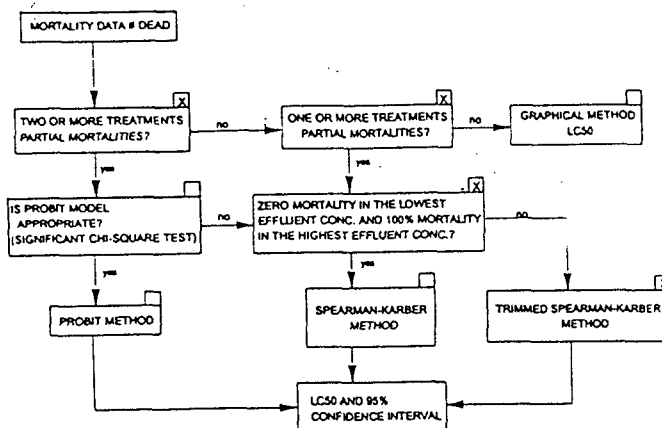 MORTALITY DATA # DEAD
X
TWO OR MORE TREATMENTS
PARTIAL MORTALITIES?
no
X
ONE OR MORE TREATMENTS
PARTIAL MORTALITIES?
no
GRAPHICAL METHOD
LC50
yes
yes
IS PROBIT MODEL
APPROPRIATE?
(SIGNIFICANT CHI-SQUARE TEST)
no
X
ZERO MORTALITY IN THE LOWEST
EFFLUENT CONC. AND 100% MORTALITY
IN THE HIGHEST EFFLUENT CONC.?
no
yes
yes
PROBIT METHOD
SPEARMAN-KARBER
METHOD
TRIMMED SPEARMAN-KARBER
METHOD
LC50 AND 95%
CONFIDENCE INTERVAL